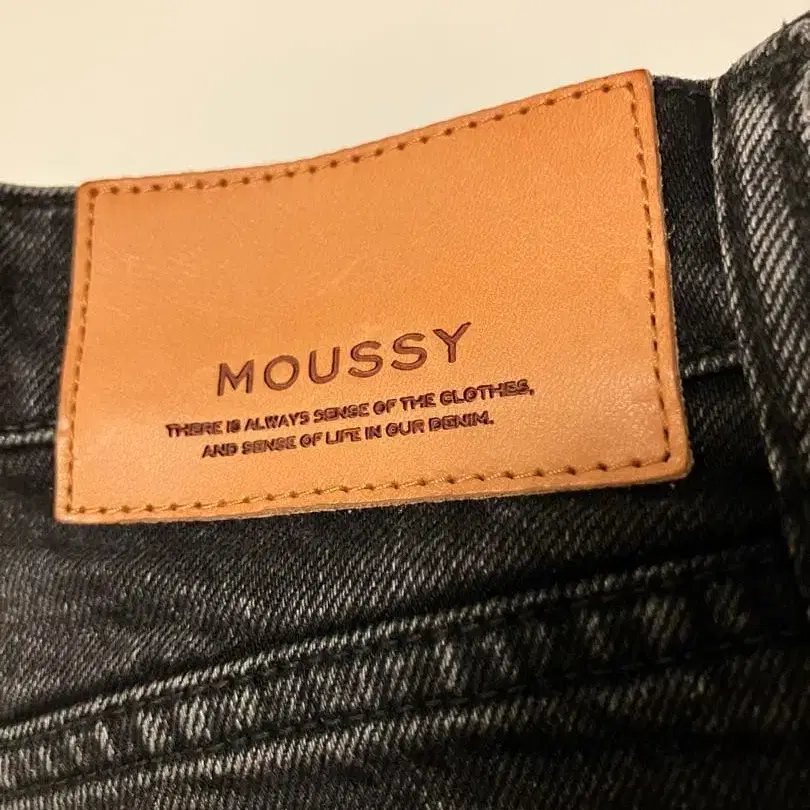 MOUSSY
THERE IS ALWAYS SENSE OF THE CLOTHES,
AND SENSE OF LIFE IN OUR DENIM.